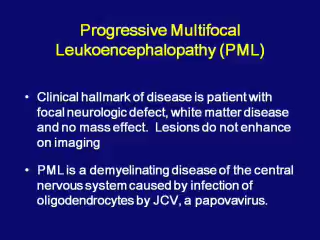 Progressive Multifocal
Leukoencephalopathy (PML)
• Clinical hallmark of disease is patient with
focal neurologic defect, white matter disease
and no mass effect. Lesions do not enhance
on imaging
• PML is a demyelinating disease of the central
nervous system caused by infection of
oligodendrocytes by JCV, a papovavirus.